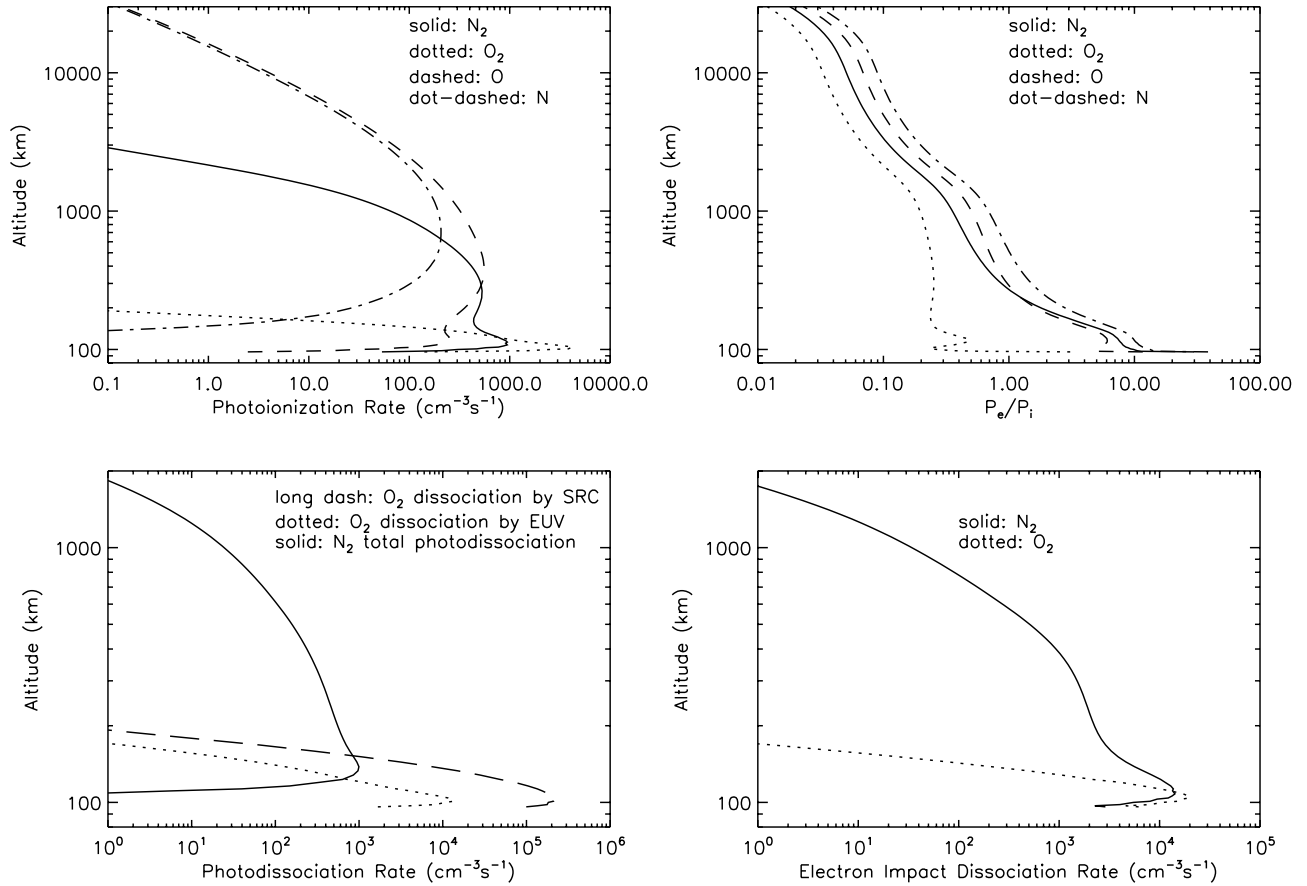 solid: N₂
dotted: O₂
dashed: O
dot-dashed: N
10000
1000
100
Altitude (km)
0.1 1.0 10.0 100.0 1000.0 10000.0
Photoionization Rate (cm⁻³s⁻¹)
solid: N₂
dotted: O₂
dashed: O
dot-dashed: N
10000
1000
100
Altitude (km)
0.01 0.10 1.00 10.00 100.00
Pₑ/Pᵢ
long dash: O₂ dissociation by SRC
dotted: O₂ dissociation by EUV
solid: N₂ total photodissociation
1000
100
Altitude (km)
10⁰ 10¹ 10² 10³ 10⁴ 10⁵ 10⁶
Photodissociation Rate (cm⁻³s⁻¹)
solid: N₂
dotted: O₂
1000
100
Altitude (km)
10⁰ 10¹ 10² 10³ 10⁴ 10⁵
Electron Impact Dissociation Rate (cm⁻³s⁻¹)